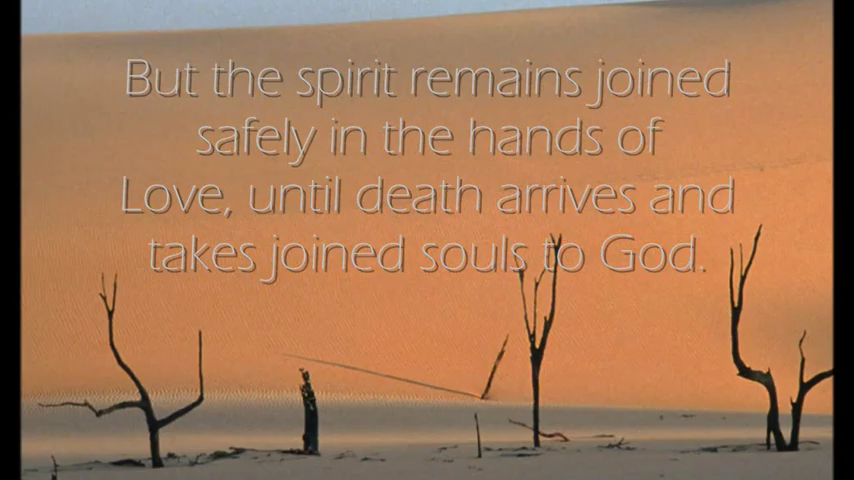 But the spirit remains joined
safely in the hands of
Love, until death arrives and
takes joined souls to God.